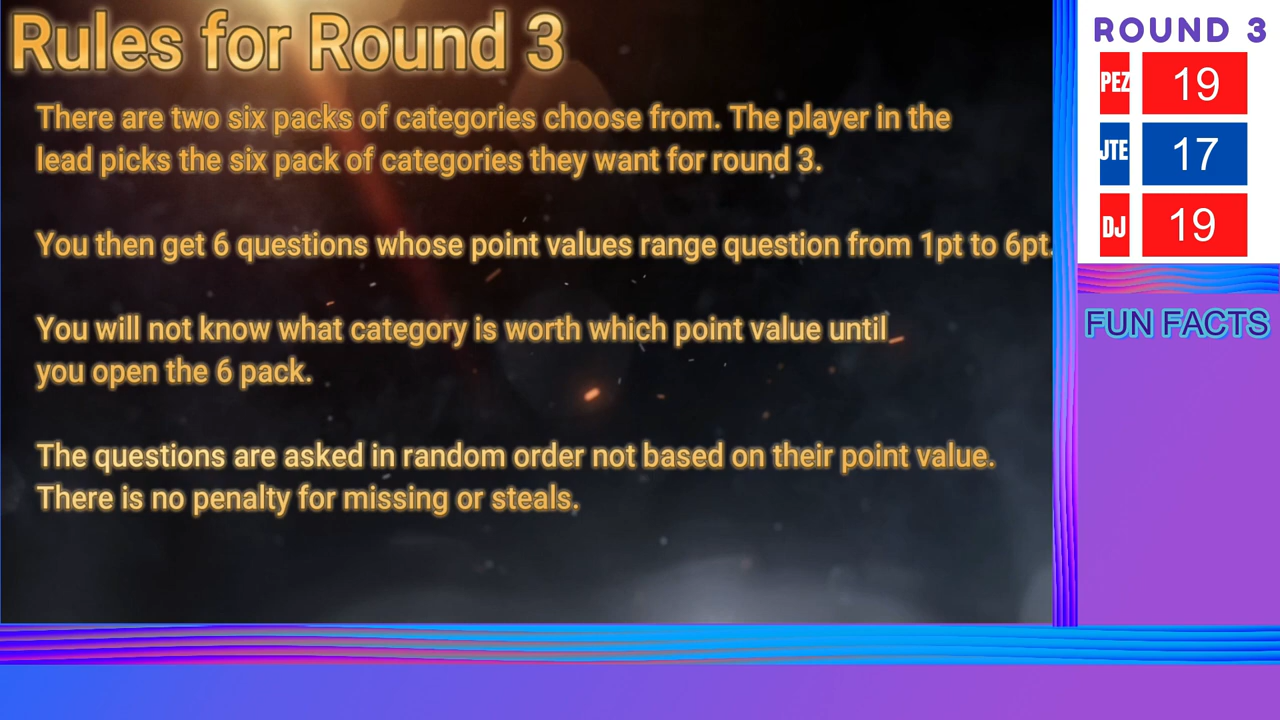 Rules for Round 3
There are two six packs of categories choose from. The player in the
lead picks the six pack of categories they want for round 3.
You then get 6 questions whose point values range question from 1pt to 6pt.
You will not know what category is worth which point value until
you open the 6 pack.
The questions are asked in random order not based on their point value.
There is no penalty for missing or steals.
ROUND 3
PEZ 19
JTE 17
DJ 19
FUN FACTS